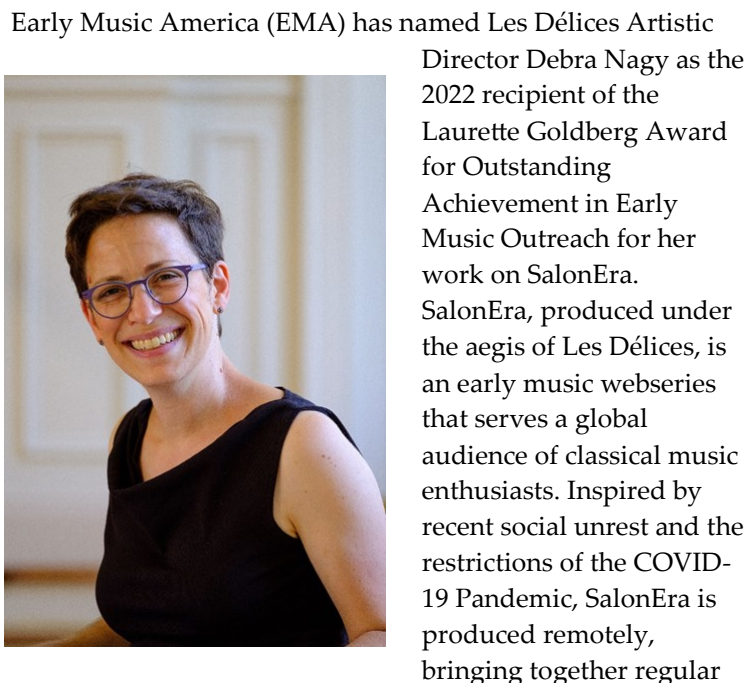 Early Music America (EMA) has named Les Délices Artistic
Director Debra Nagy as the
2022 recipient of the
Laurette Goldberg Award
for Outstanding
Achievement in Early
Music Outreach for her
work on SalonEra.
SalonEra, produced under
the aegis of Les Délices, is
an early music webseries
that serves a global
audience of classical music
enthusiasts. Inspired by
recent social unrest and the
restrictions of the COVID-
19 Pandemic, SalonEra is
produced remotely,
bringing together regular